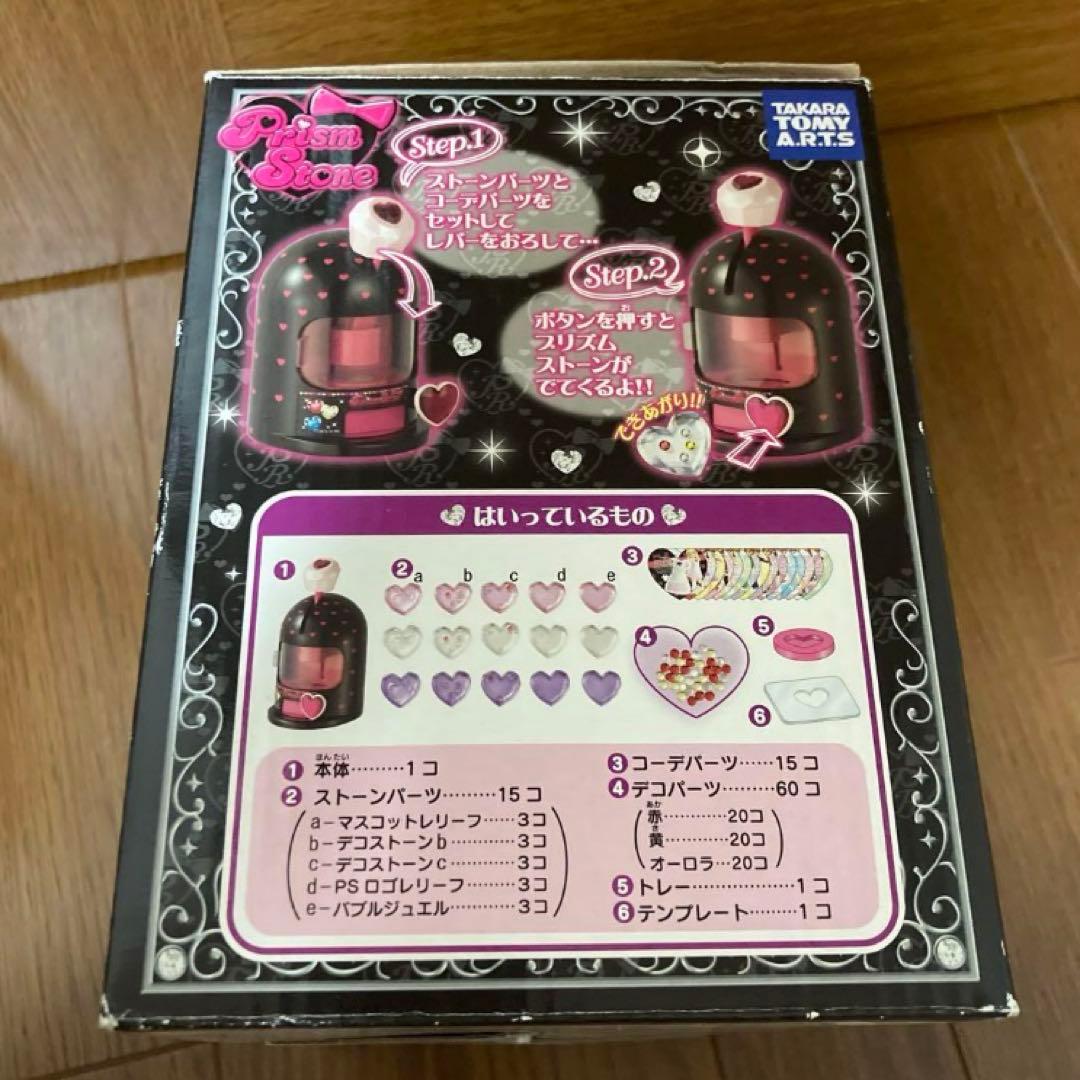 Prism
Stone
TAKARA
TOMY
A.R.T.S
Step.1
ストーンパーツと
コーデパーツを
セットして
レバーをおろして…
Step.2
ボタンを押すと
お
プリズム
ストーンが
でてくるよ!!
できあがり!!
はいっているもの
1
2
a b c d e
3
4
5
6
ほんたい
1 本体………1コ
2 ストーンパーツ………15コ
a−マスコットレリーフ……3コ
b−デコストーンb…………3コ
c−デコストーンc…………3コ
d−PSロゴレリーフ………3コ
e−バブルジュエル………3コ
3 コーデパーツ……15コ
4 デコパーツ………60コ
あか
赤…………20コ
き
黄…………20コ
オーロラ…20コ
5 トレー………………1コ
6 テンプレート………1コ